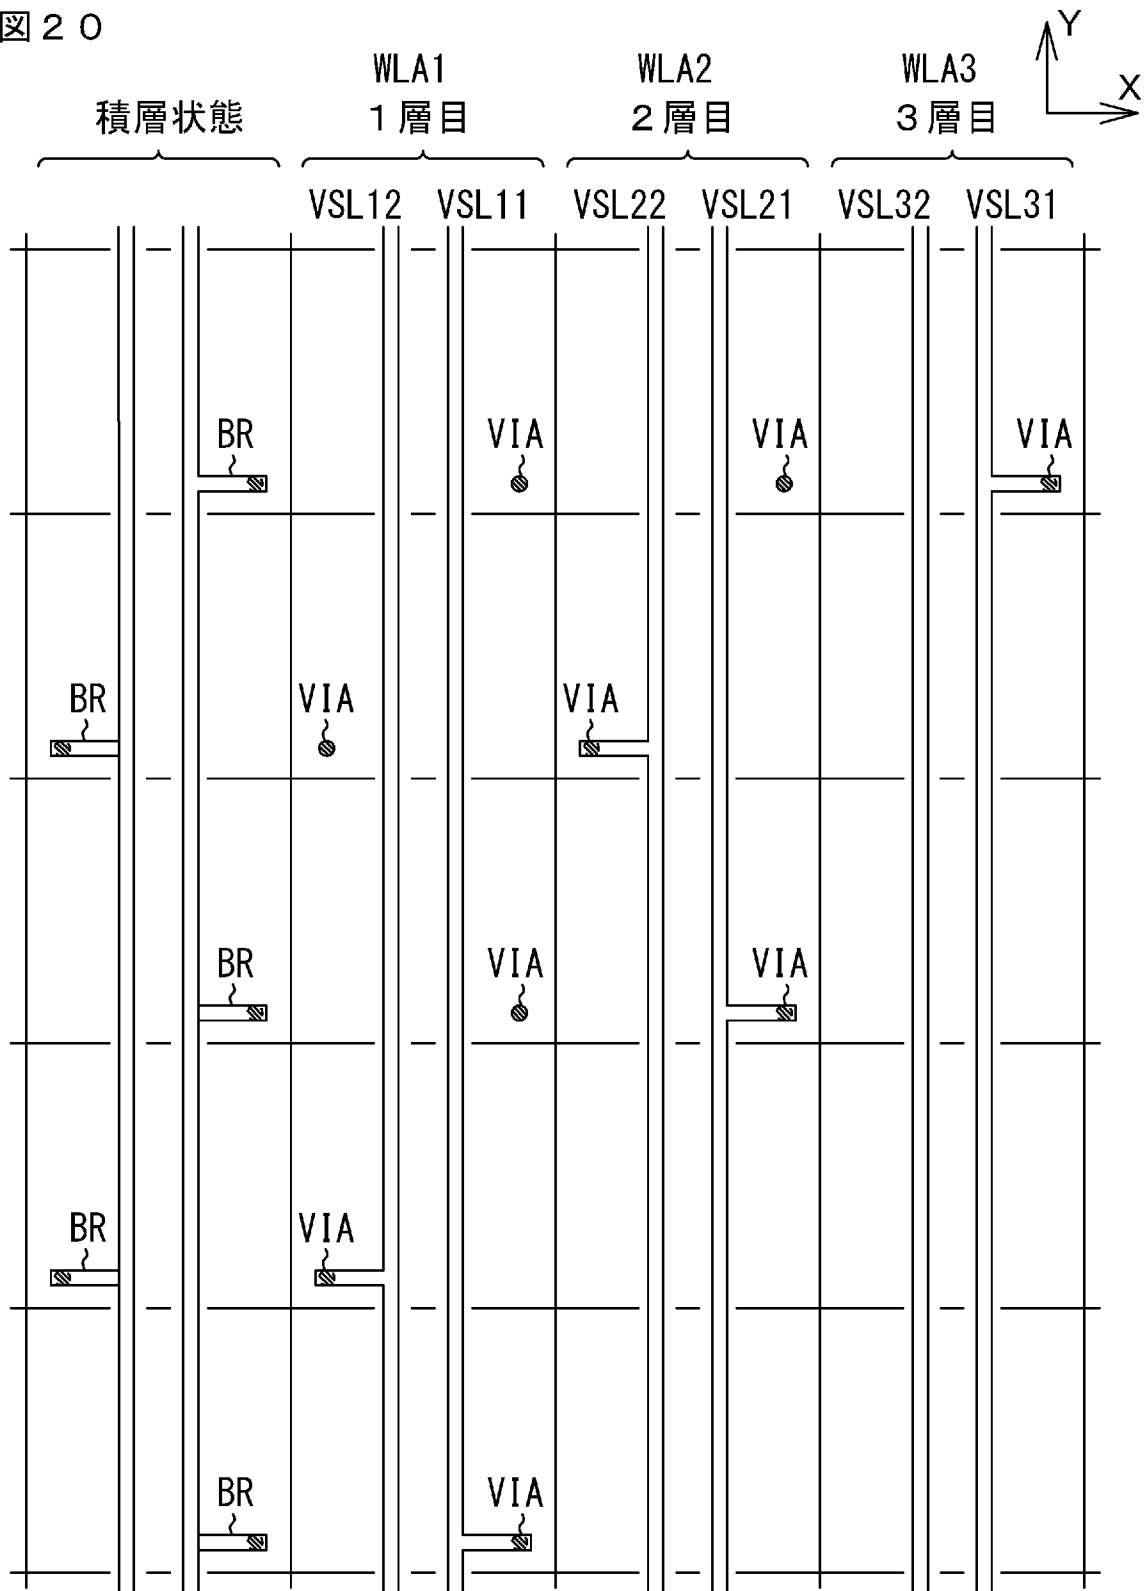 図２０
Y
X
WLA1 WLA2 WLA3
積層状態 １層目 ２層目 ３層目
VSL12 VSL11 VSL22 VSL21 VSL32 VSL31
BR VIA VIA VIA
BR VIA VIA
BR VIA VIA
BR VIA
BR VIA